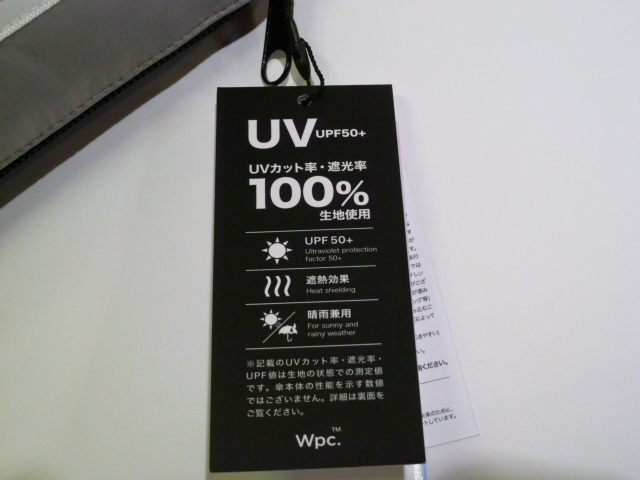 UV UPF50+
UVカット率・遮光率
100%
生地使用
UPF 50+
Ultraviolet protection
factor 50+
遮熱効果
Heat shielding
晴雨兼用
For sunny and
rainy weather
※記載のUVカット率・遮光率・
UPF値は生地の状態での測定値
です。傘本体の性能を示す数値
ではございません。詳細は裏面を
ご覧ください。
Wpc.™